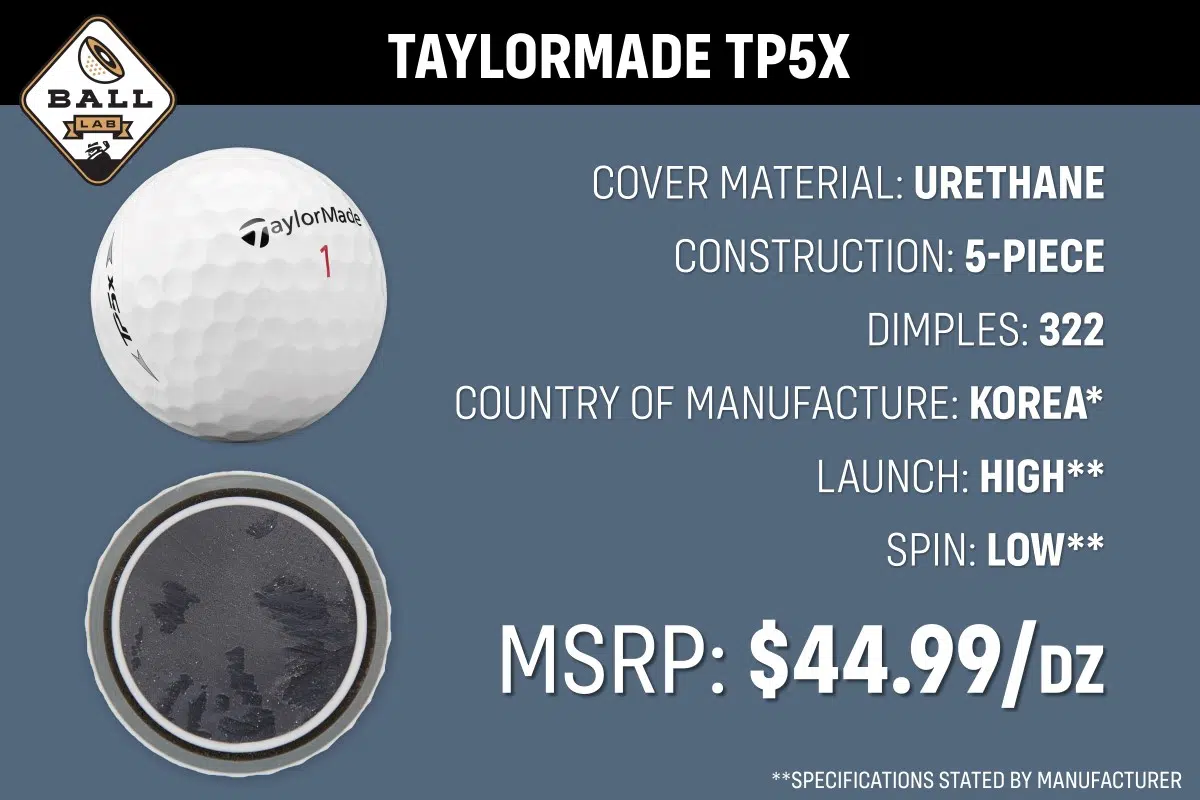 TAYLORMADE TP5X
BALL
LAB
TaylorMade
1
TP5x
COVER MATERIAL: URETHANE
CONSTRUCTION: 5-PIECE
DIMPLES: 322
COUNTRY OF MANUFACTURE: KOREA*
LAUNCH: HIGH**
SPIN: LOW**
MSRP: $44.99/DZ
**SPECIFICATIONS STATED BY MANUFACTURER